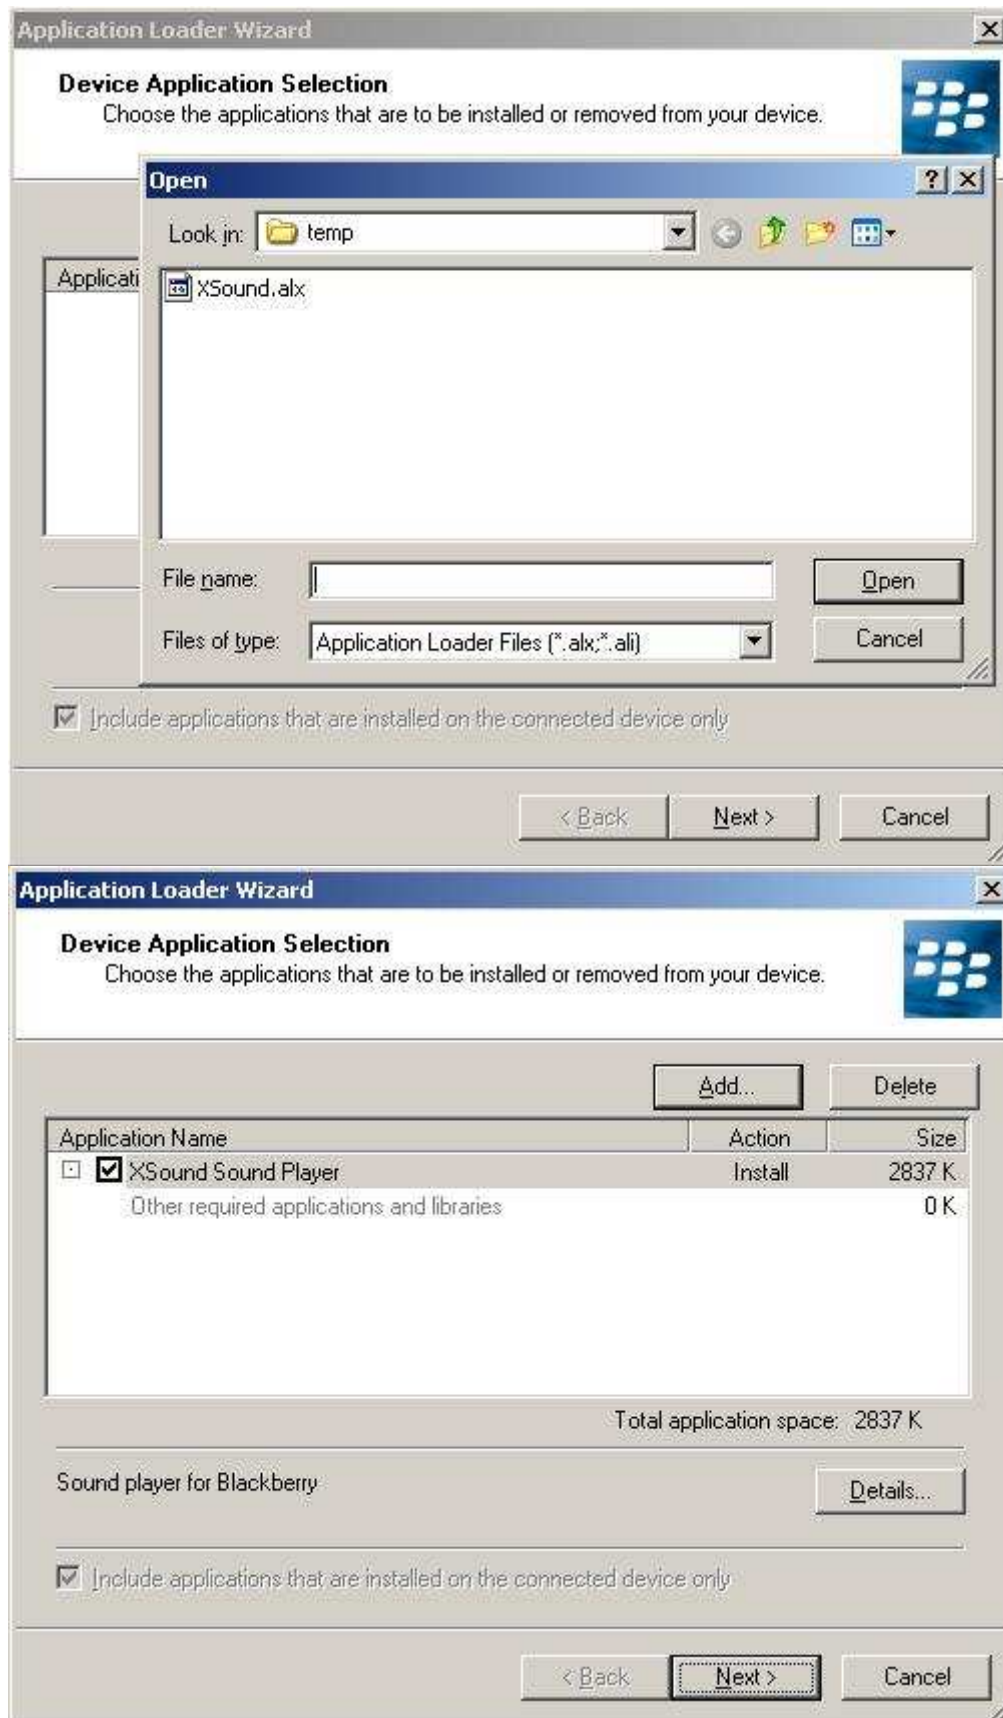 Application Loader Wizard
Device Application Selection
Choose the applications that are to be installed or removed from your device.
Open
Look in: temp
Applicati
XSound.alx
File name:
Open
Files of type: Application Loader Files (*.alx;*.ali)
Cancel
Include applications that are installed on the connected device only
< Back Next > Cancel
Application Loader Wizard
Device Application Selection
Choose the applications that are to be installed or removed from your device.
Add... Delete
Application Name Action Size
XSound Sound Player Install 2837 K
Other required applications and libraries 0 K
Total application space: 2837 K
Sound player for Blackberry Details...
Include applications that are installed on the connected device only
< Back Next > Cancel